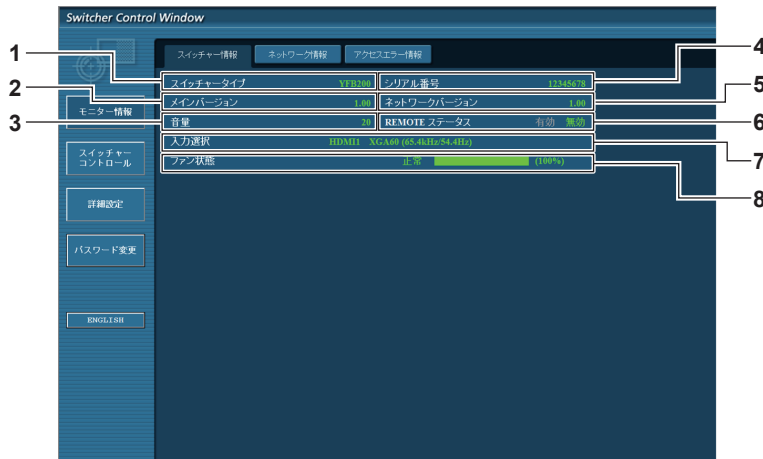 Switcher Control Window
スイッチャー情報 ネットワーク情報 アクセスエラー情報
1 4
スイッチャータイプ YFB200 シリアル番号 12345678
2 5
メインバージョン 1.00 ネットワークバージョン 1.00
モニター情報
3 6
音量 20 REMOTE ステータス 有効 無効
入力選択 HDMI1 XGA60 (65.4kHz/54.4Hz)
7
スイッチャー
コントロール
ファン状態 正常 (100%)
8
詳細設定
パスワード変更
ENGLISH